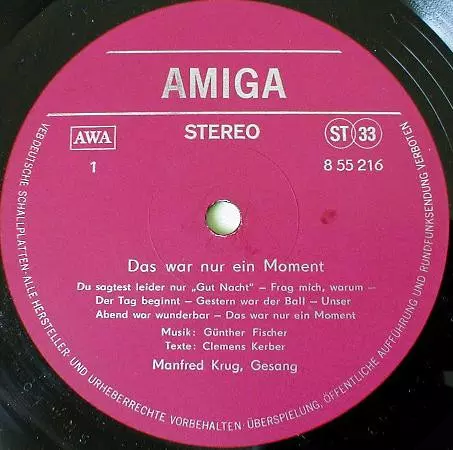 AMIGA
AWA
STEREO
ST 33
1
8 55 216
Das war nur ein Moment
Du sagtest leider nur „Gut Nacht" – Frag mich, warum –
Der Tag beginnt – Gestern war der Ball – Unser
Abend war wunderbar – Das war nur ein Moment
Musik: Günther Fischer
Texte: Clemens Kerber
Manfred Krug, Gesang
VEB DEUTSCHE SCHALLPLATTEN · ALLE HERSTELLER- UND URHEBERRECHTE VORBEHALTEN · ÜBERSPIELUNG, ÖFFENTLICHE AUFFÜHRUNG UND RUNDFUNKSENDUNG VERBOTEN